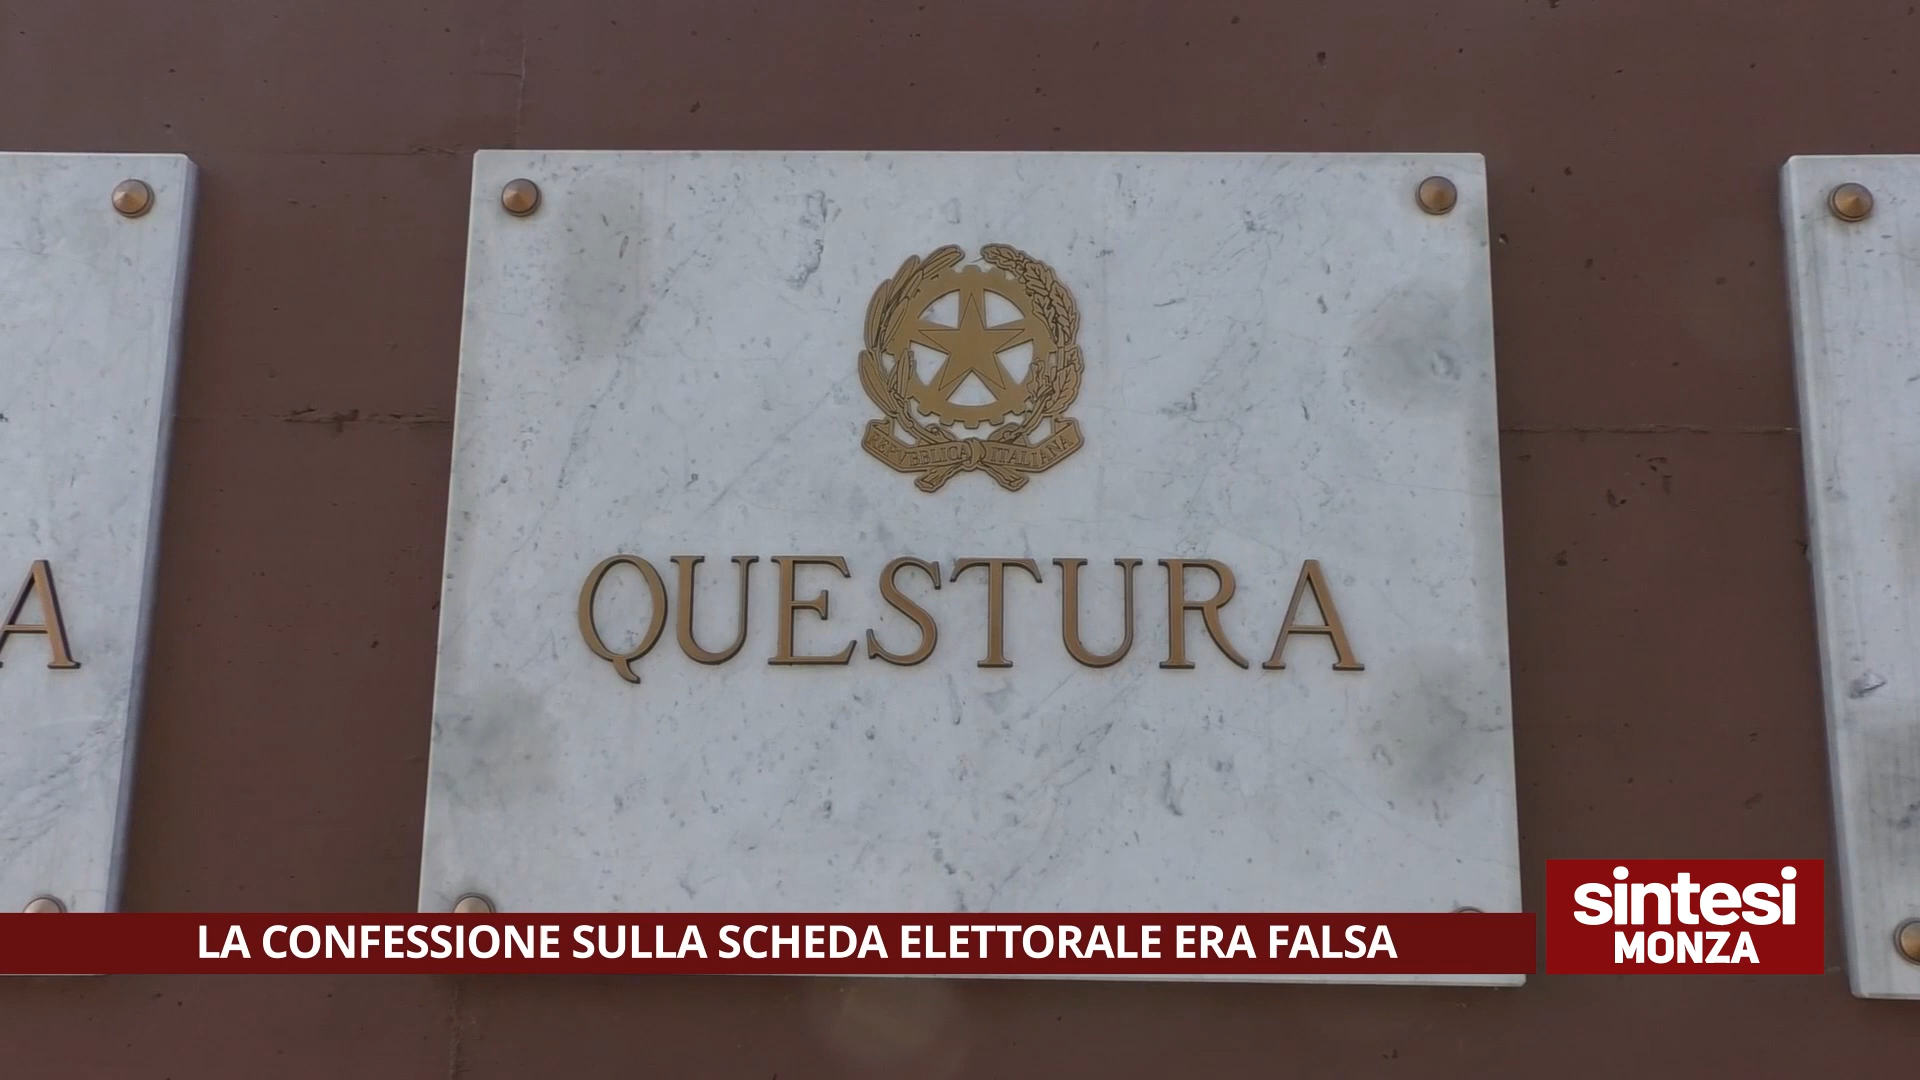 REPVBBLICA ITALIANA
QUESTURA
A
LA CONFESSIONE SULLA SCHEDA ELETTORALE ERA FALSA
sintesi
MONZA